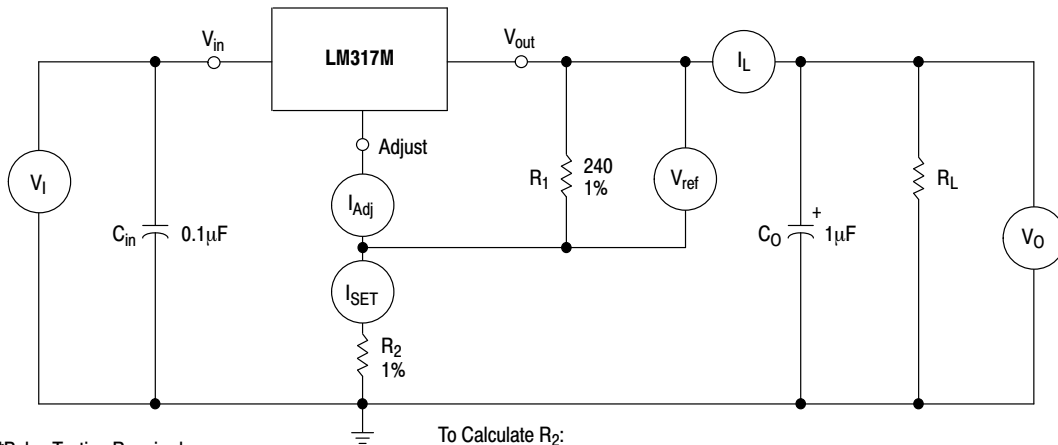 V_in
LM317M
V_out
I_L
Adjust
V_I
R_1
240
1%
V_ref
R_L
I_Adj
C_in
0.1μF
C_O
+
1μF
V_O
I_SET
R_2
1%
To Calculate R_2: